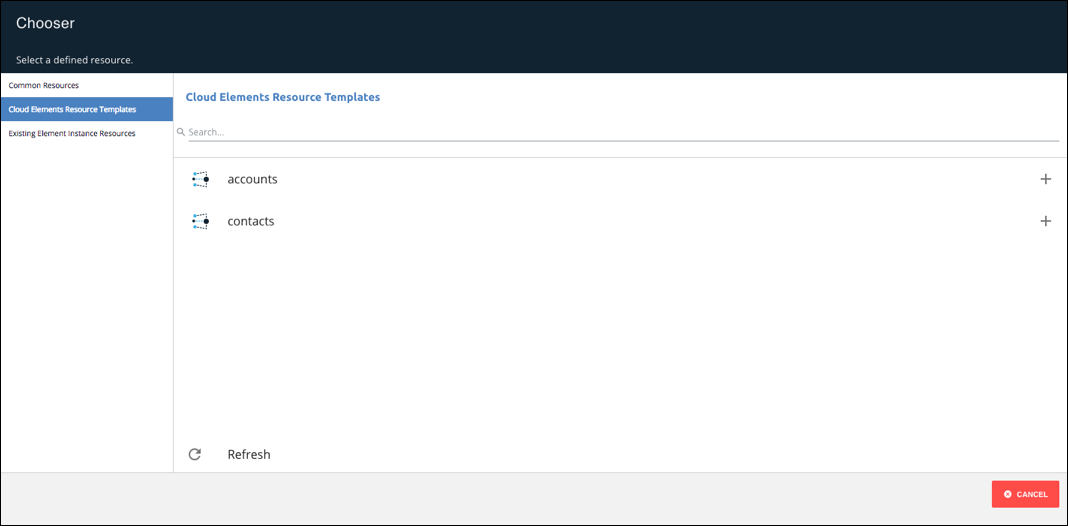 Chooser
Select a defined resource.
Common Resources
Cloud Elements Resource Templates
Existing Element Instance Resources
Cloud Elements Resource Templates
Search...
accounts
contacts
Refresh
CANCEL